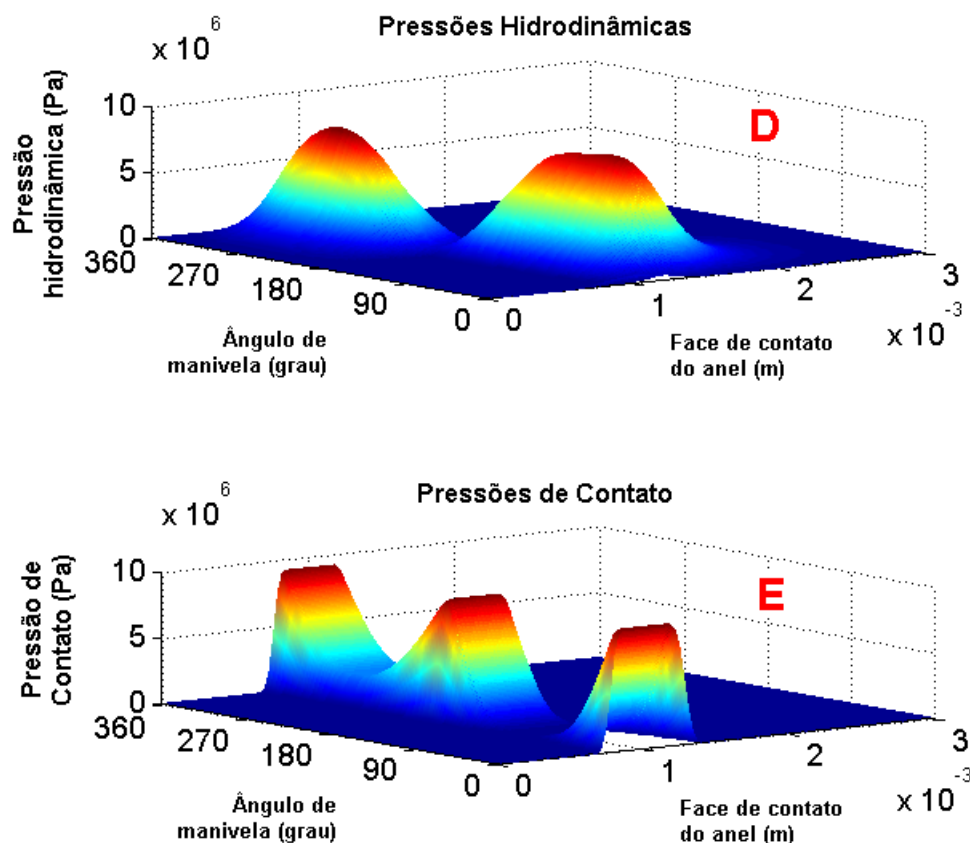 Pressões Hidrodinâmicas
x 10^6
D
Pressão
hidrodinâmica (Pa)
10
5
0
360
270
180
90
0
0
1
2
3
x 10^-3
Ângulo de
manivela (grau)
Face de contato
do anel (m)
Pressões de Contato
x 10^6
E
Pressão de
Contato (Pa)
10
5
0
360
270
180
90
0
0
1
2
3
x 10^-3
Ângulo de
manivela (grau)
Face de contato
do anel (m)